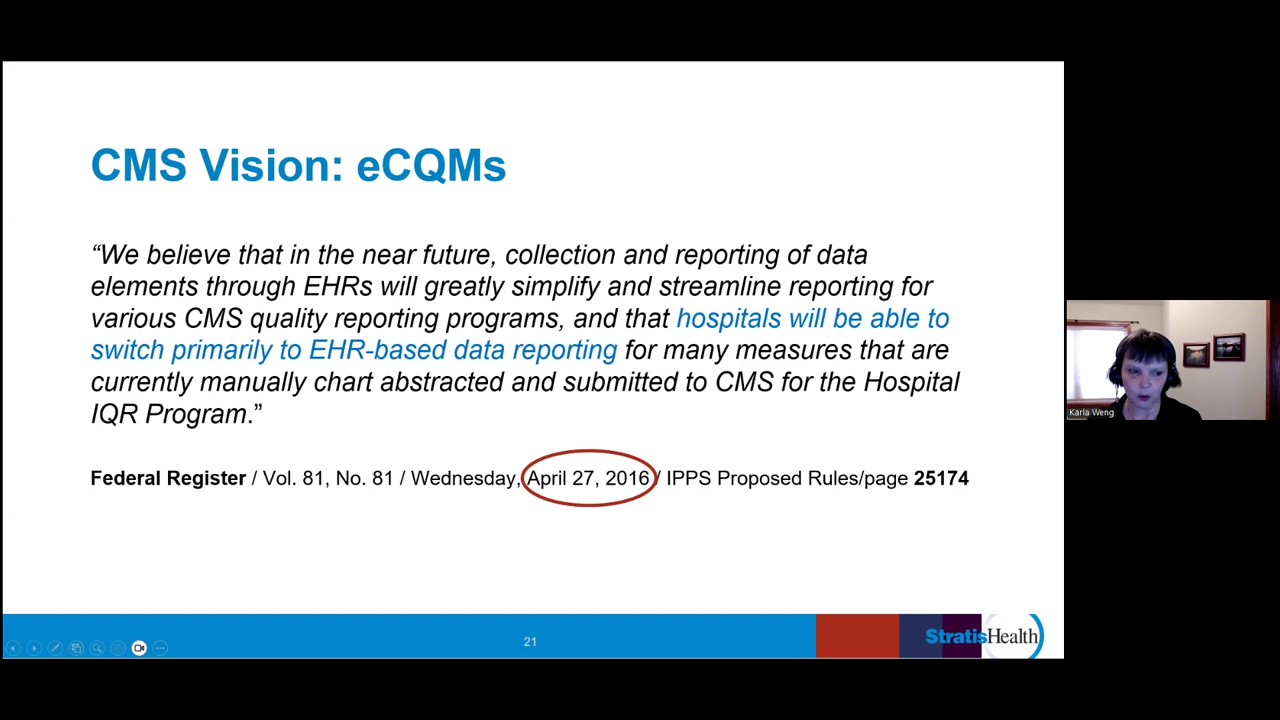 CMS Vision: eCQMs
“We believe that in the near future, collection and reporting of data
elements through EHRs will greatly simplify and streamline reporting for
various CMS quality reporting programs, and that hospitals will be able to
switch primarily to EHR-based data reporting for many measures that are
currently manually chart abstracted and submitted to CMS for the Hospital
IQR Program.”
Federal Register / Vol. 81, No. 81 / Wednesday, April 27, 2016 / IPPS Proposed Rules/page 25174
Karla Weng
21
StratisHealth